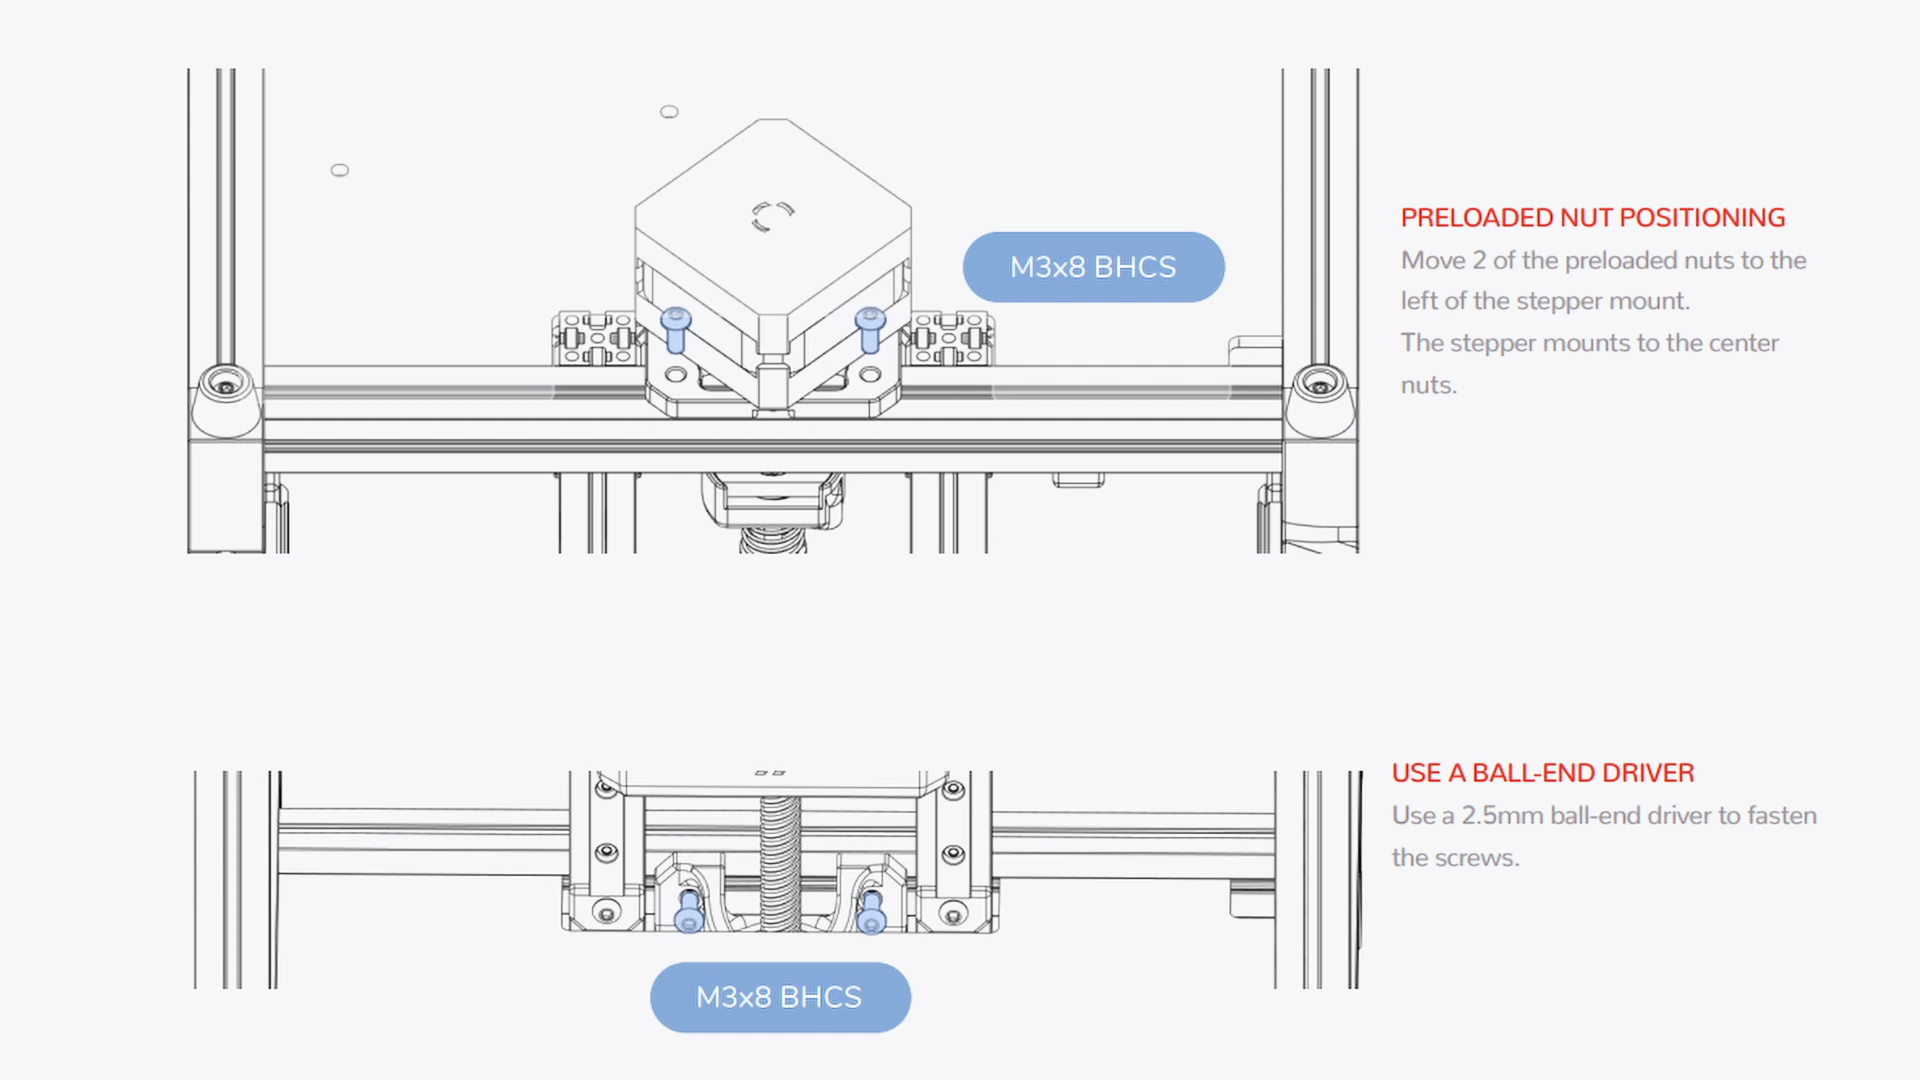 M3x8 BHCS
PRELOADED NUT POSITIONING
Move 2 of the preloaded nuts to the
left of the stepper mount.
The stepper mounts to the center
nuts.
USE A BALL-END DRIVER
Use a 2.5mm ball-end driver to fasten
the screws.
M3x8 BHCS